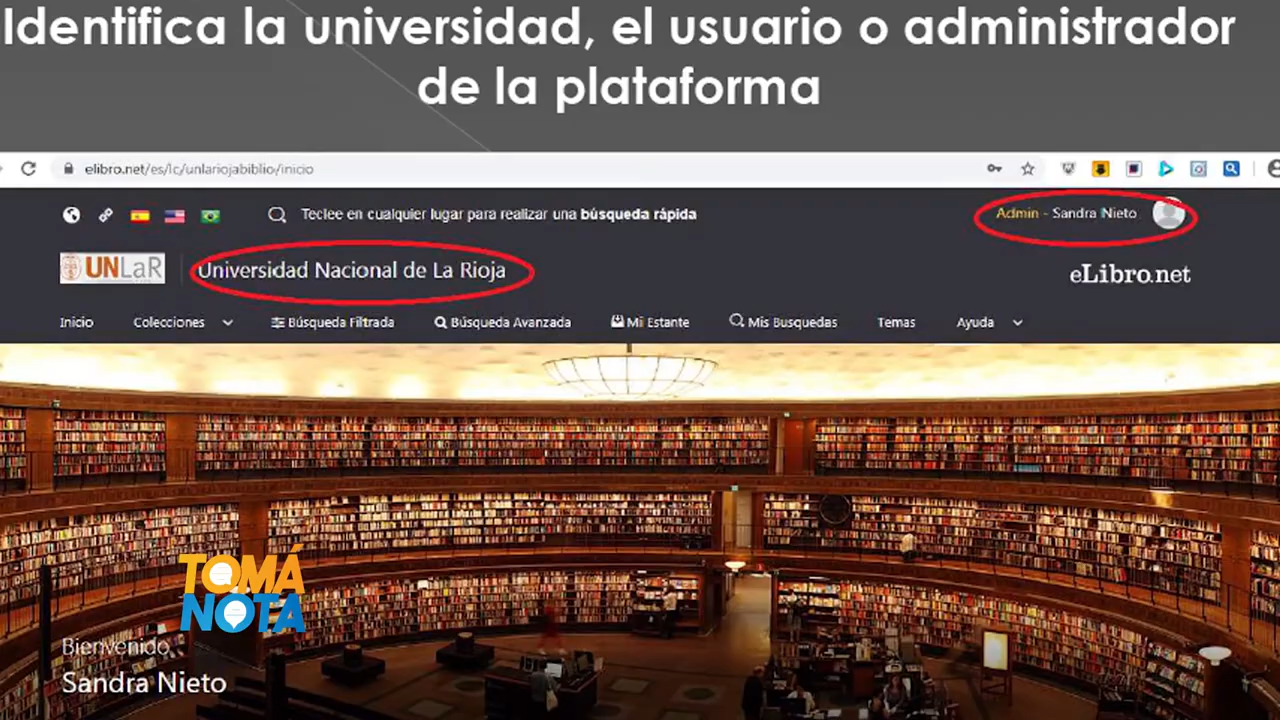 Identifica la universidad, el usuario o administrador
de la plataforma
elibro.net/es/lc/unlariojabiblio/inicio
Teclee en cualquier lugar para realizar una búsqueda rápida
Admin - Sandra Nieto
UNLaR
Universidad Nacional de La Rioja
eLibro.net
Inicio Colecciones Búsqueda Filtrada Búsqueda Avanzada Mi Estante Mis Busquedas Temas Ayuda
TOMÁ
NOTA
Bienvenido,
Sandra Nieto